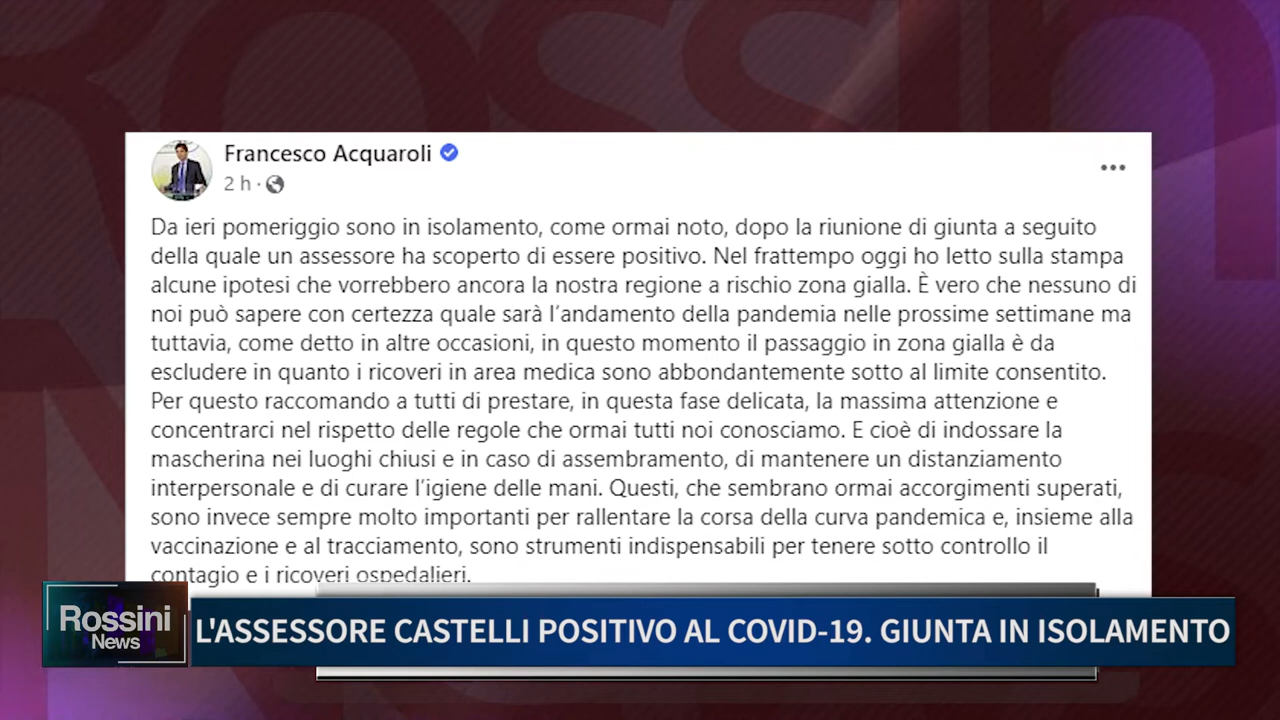 Francesco Acquaroli
2 h ·
Da ieri pomeriggio sono in isolamento, come ormai noto, dopo la riunione di giunta a seguito
della quale un assessore ha scoperto di essere positivo. Nel frattempo oggi ho letto sulla stampa
alcune ipotesi che vorrebbero ancora la nostra regione a rischio zona gialla. È vero che nessuno di
noi può sapere con certezza quale sarà l’andamento della pandemia nelle prossime settimane ma
tuttavia, come detto in altre occasioni, in questo momento il passaggio in zona gialla è da
escludere in quanto i ricoveri in area medica sono abbondantemente sotto al limite consentito.
Per questo raccomando a tutti di prestare, in questa fase delicata, la massima attenzione e
concentrarci nel rispetto delle regole che ormai tutti noi conosciamo. E cioè di indossare la
mascherina nei luoghi chiusi e in caso di assembramento, di mantenere un distanziamento
interpersonale e di curare l’igiene delle mani. Questi, che sembrano ormai accorgimenti superati,
sono invece sempre molto importanti per rallentare la corsa della curva pandemica e, insieme alla
vaccinazione e al tracciamento, sono strumenti indispensabili per tenere sotto controllo il
contagio e i ricoveri ospedalieri.
Rossini
News
L'ASSESSORE CASTELLI POSITIVO AL COVID-19. GIUNTA IN ISOLAMENTO